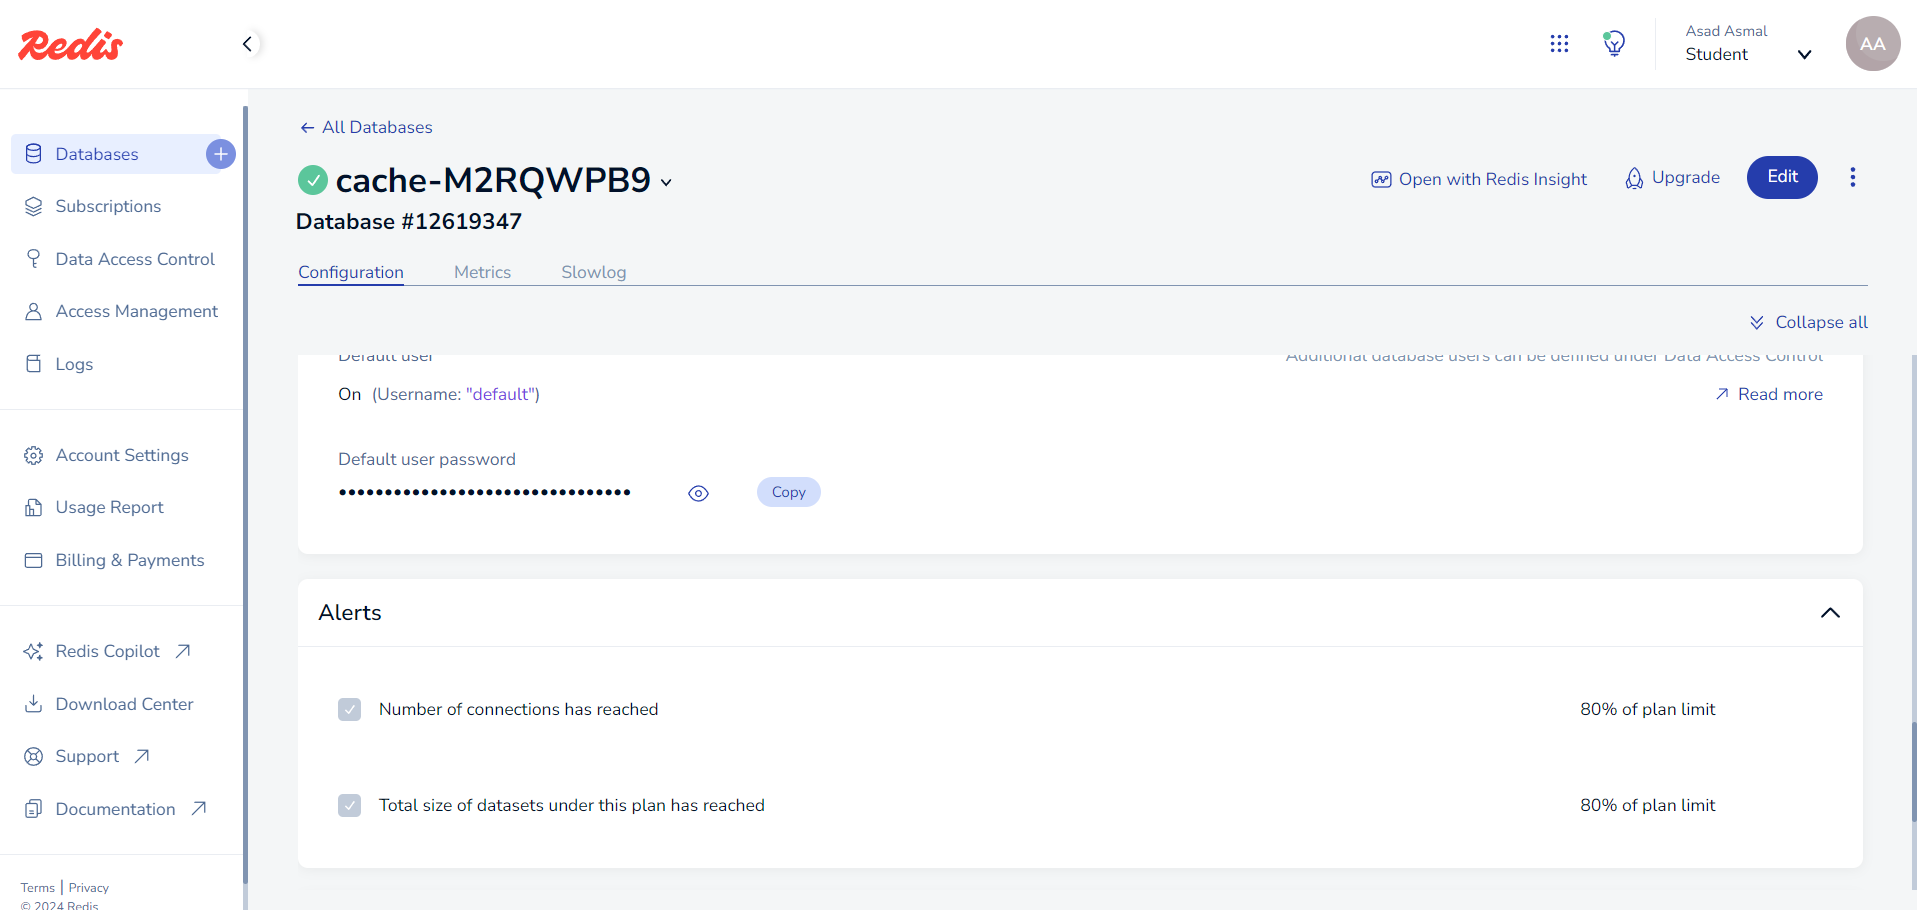 Redis
Asad Asmal
Student
AA
Databases
Subscriptions
Data Access Control
Access Management
Logs
Account Settings
Usage Report
Billing & Payments
Redis Copilot
Download Center
Support
Documentation
Terms | Privacy
© 2024 Redis
All Databases
cache-M2RQWPB9
Database #12619347
Open with Redis Insight
Upgrade
Edit
Configuration Metrics Slowlog
Collapse all
Default user Additional database users can be defined under Data Access Control
On (Username: "default") Read more
Default user password
•••••••••••••••••••••••••••••••• Copy
Alerts
Number of connections has reached 80% of plan limit
Total size of datasets under this plan has reached 80% of plan limit